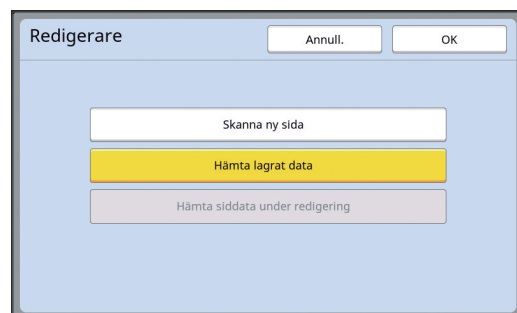 Redigerare
Annull.
OK
Skanna ny sida
Hämta lagrat data
Hämta siddata under redigering